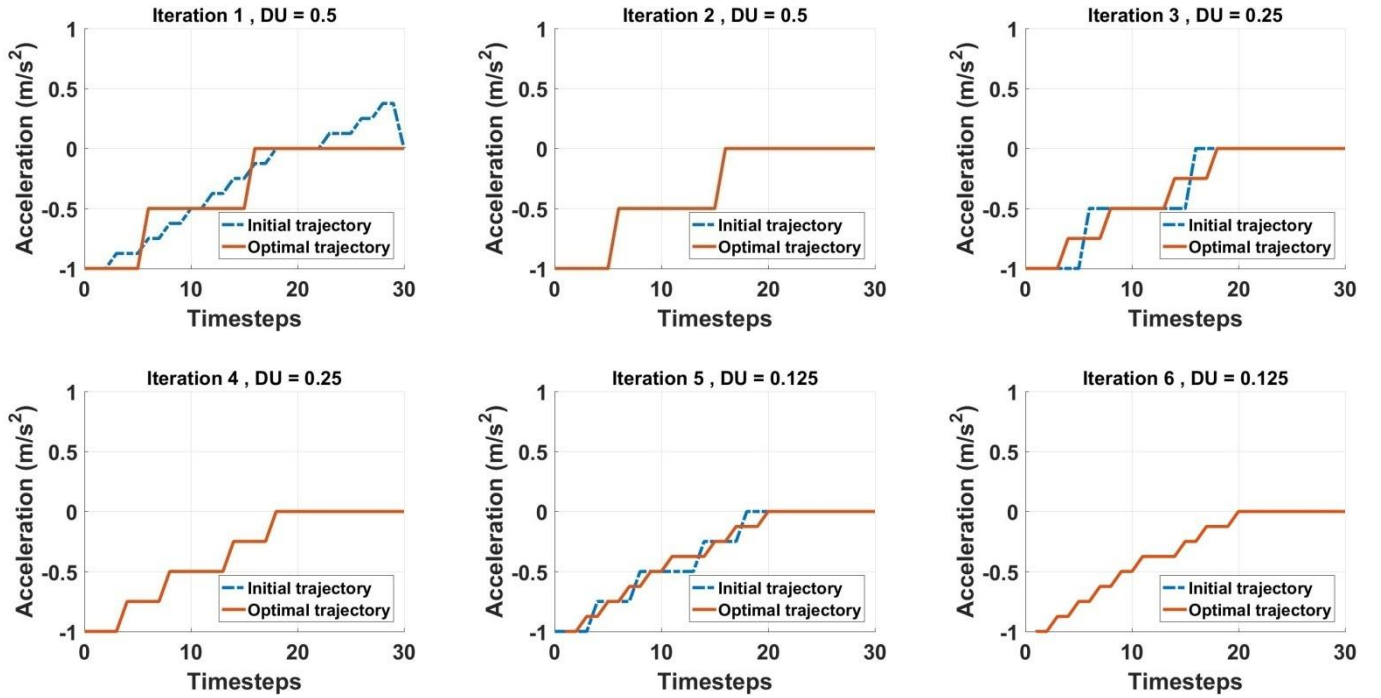 Iteration 1 , DU = 0.5
Acceleration (m/s²)
1
0.5
0
-0.5
-1
Initial trajectory
Optimal trajectory
0 10 20 30
Timesteps
Iteration 2 , DU = 0.5
Acceleration (m/s²)
1
0.5
0
-0.5
-1
Initial trajectory
Optimal trajectory
0 10 20 30
Timesteps
Iteration 3 , DU = 0.25
Acceleration (m/s²)
1
0.5
0
-0.5
-1
Initial trajectory
Optimal trajectory
0 10 20 30
Timesteps
Iteration 4 , DU = 0.25
Acceleration (m/s²)
1
0.5
0
-0.5
-1
Initial trajectory
Optimal trajectory
0 10 20 30
Timesteps
Iteration 5 , DU = 0.125
Acceleration (m/s²)
1
0.5
0
-0.5
-1
Initial trajectory
Optimal trajectory
0 10 20 30
Timesteps
Iteration 6 , DU = 0.125
Acceleration (m/s²)
1
0.5
0
-0.5
-1
Initial trajectory
Optimal trajectory
0 10 20 30
Timesteps